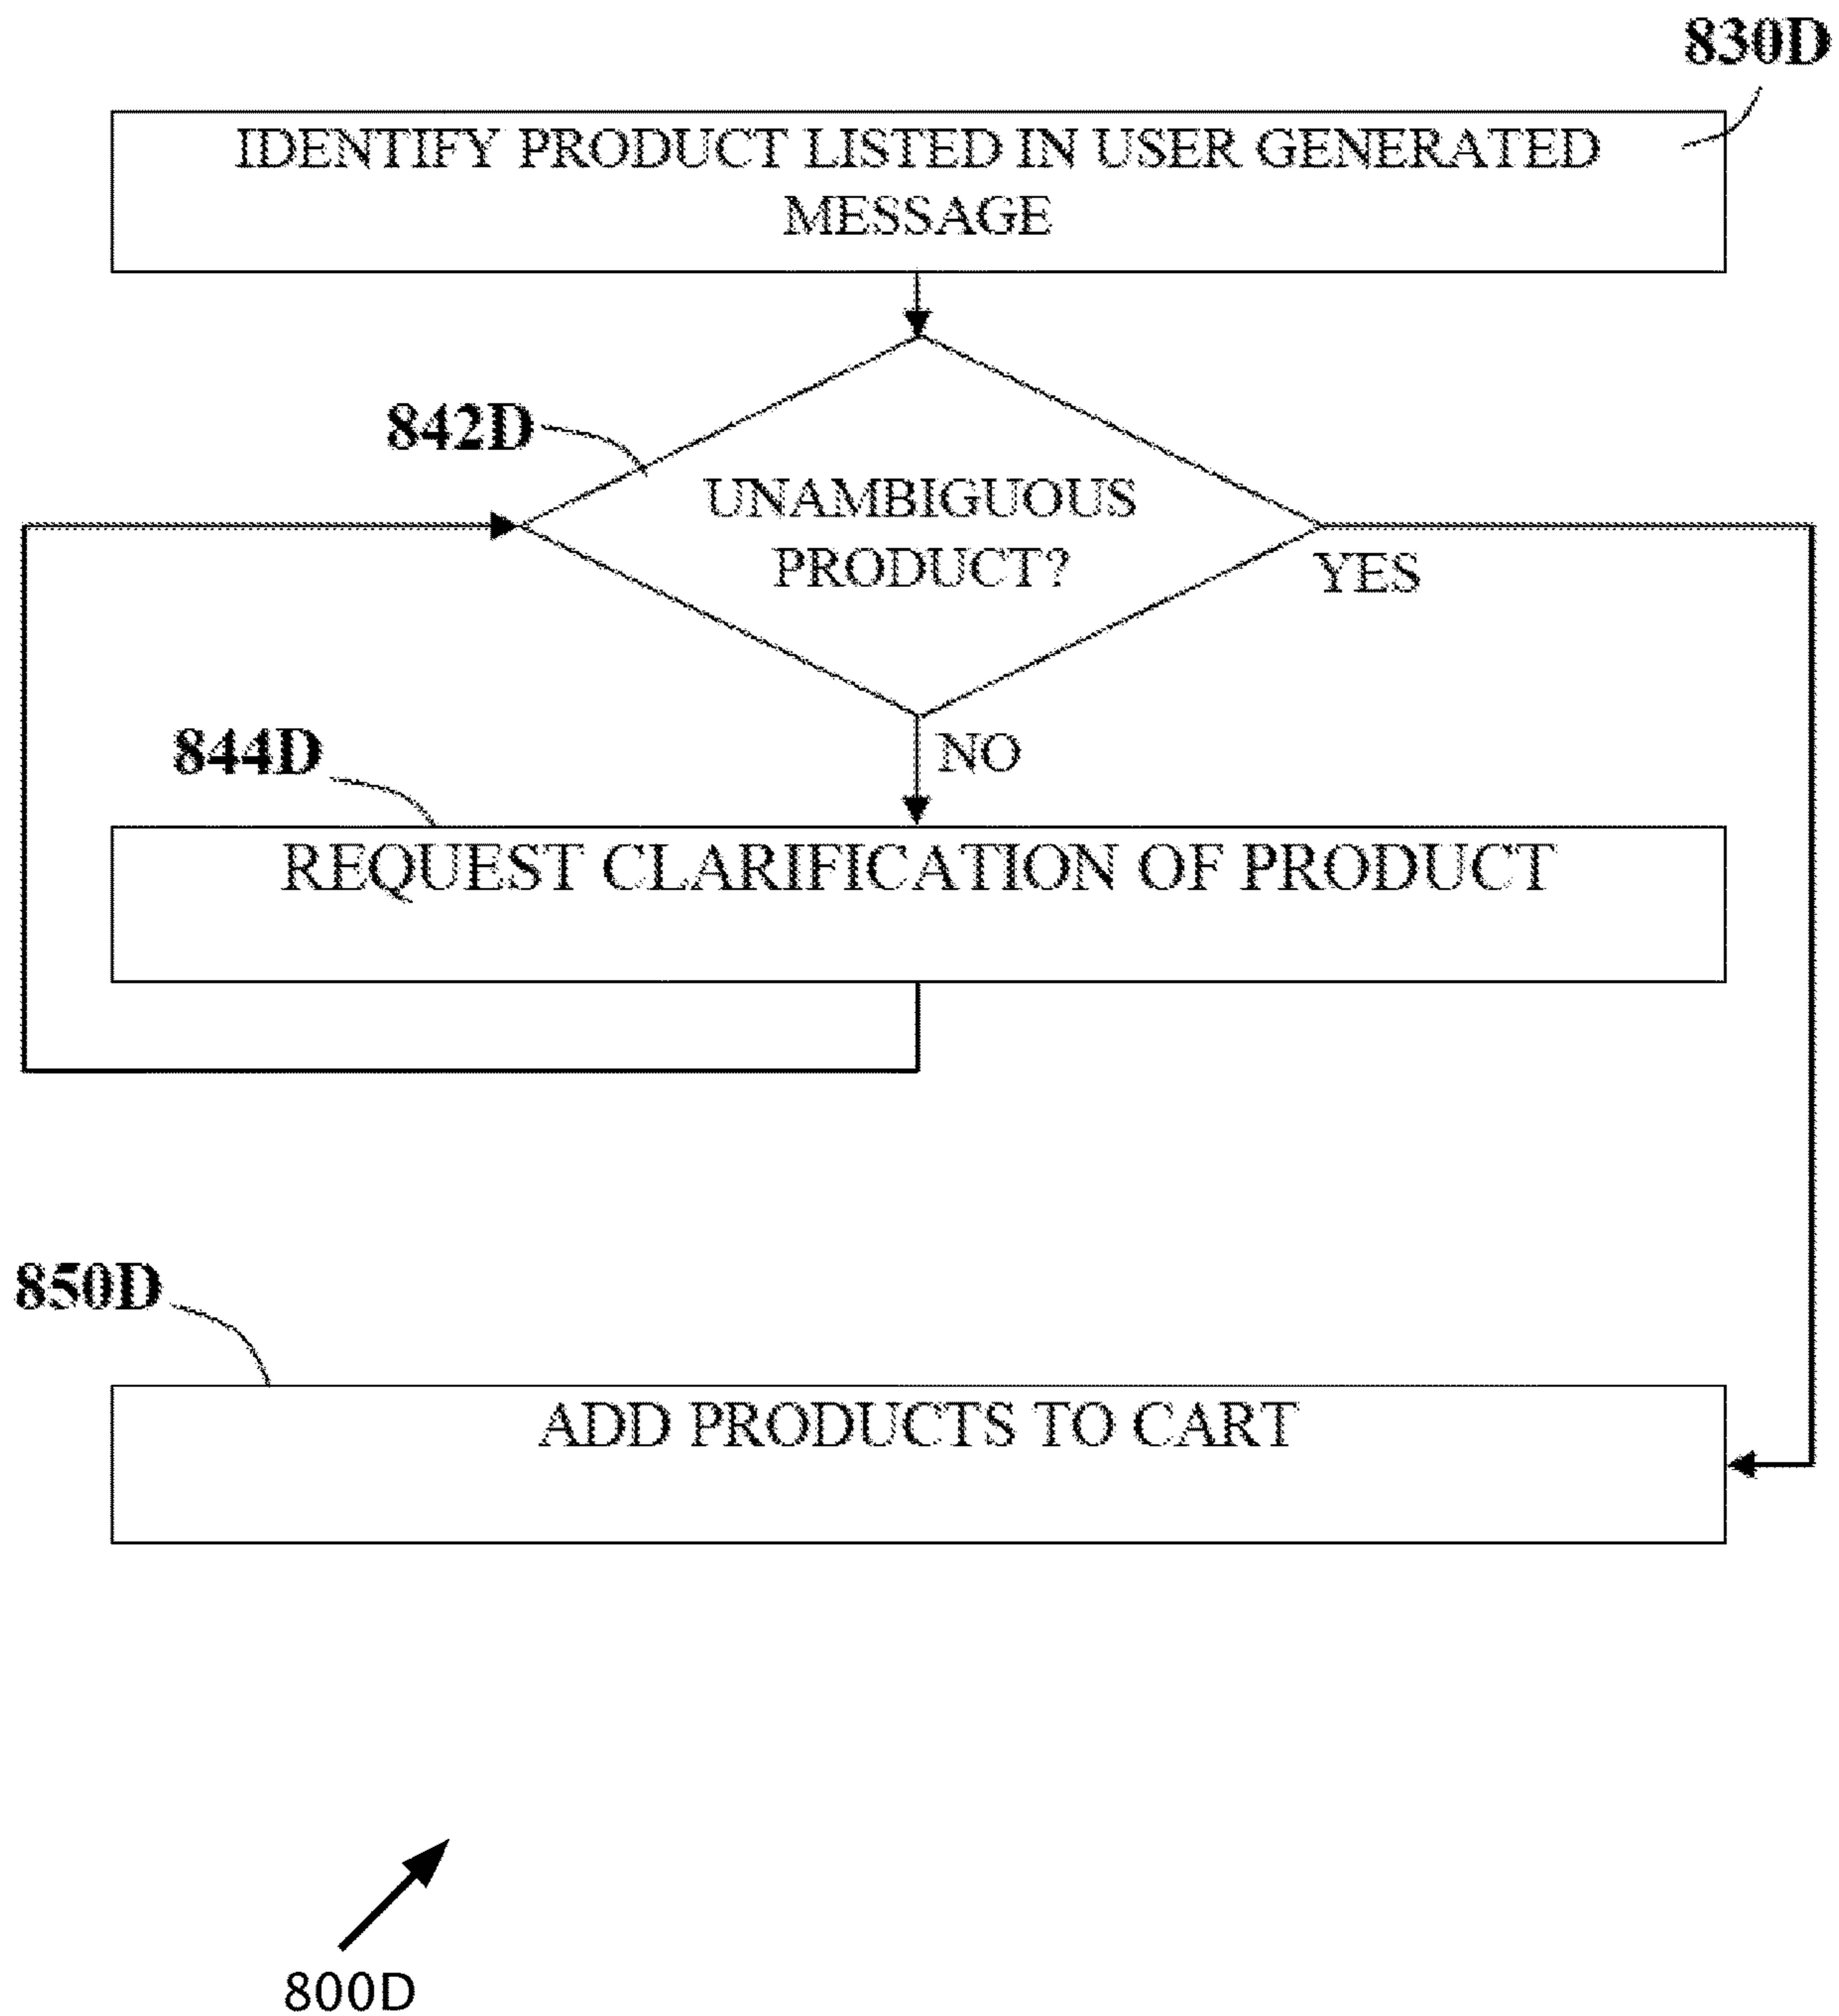 830D
IDENTIFY PRODUCT LISTED IN USER GENERATED
MESSAGE
842D
UNAMBIGUOUS
PRODUCT?
YES
844D
NO
REQUEST CLARIFICATION OF PRODUCT
850D
ADD PRODUCTS TO CART
800D